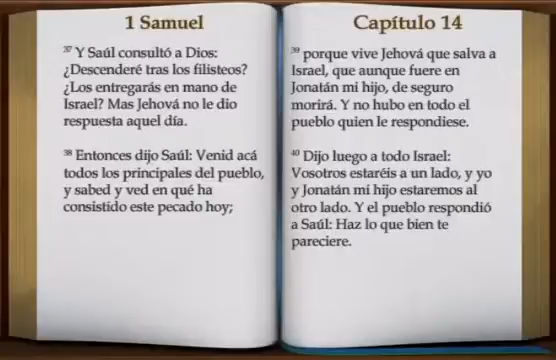 1 Samuel
37 Y Saúl consultó a Dios:
¿Descenderé tras los filisteos?
¿Los entregarás en mano de
Israel? Mas Jehová no le dio
respuesta aquel día.
38 Entonces dijo Saúl: Venid acá
todos los principales del pueblo,
y sabed y ved en qué ha
consistido este pecado hoy;
Capítulo 14
39 porque vive Jehová que salva a
Israel, que aunque fuere en
Jonatán mi hijo, de seguro
morirá. Y no hubo en todo el
pueblo quien le respondiese.
40 Dijo luego a todo Israel:
Vosotros estaréis a un lado, y yo
y Jonatán mi hijo estaremos al
otro lado. Y el pueblo respondió
a Saúl: Haz lo que bien te
pareciere.